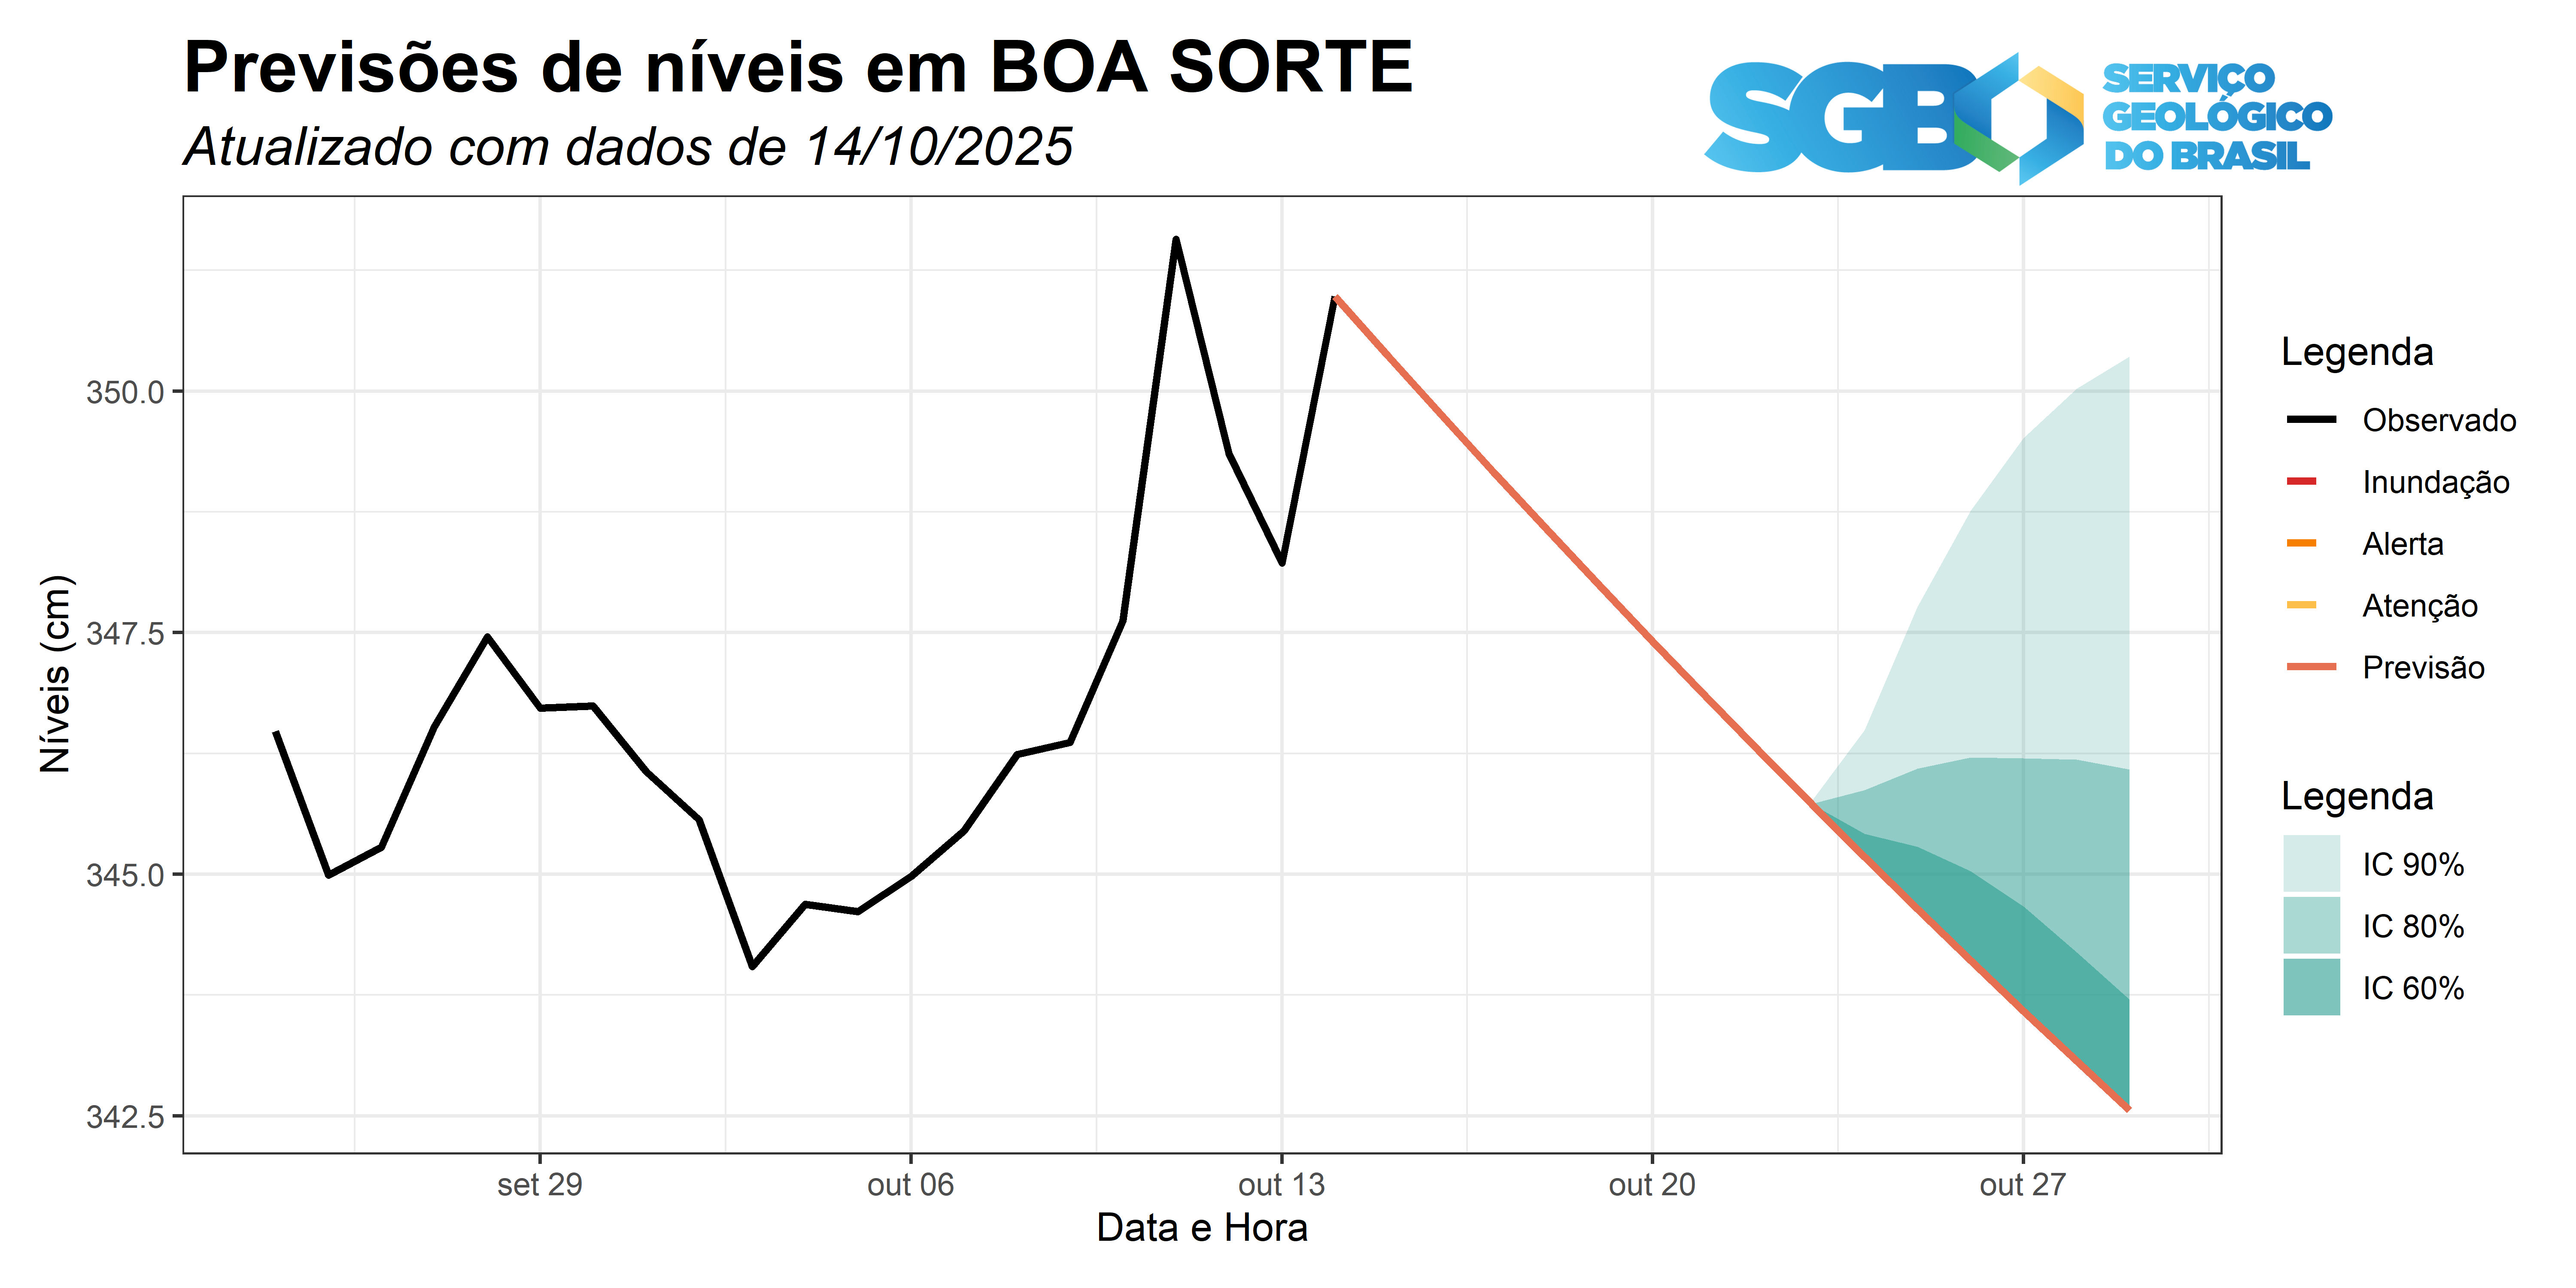 Previsões de níveis em BOA SORTE
Atualizado com dados de 14/10/2025
SGB
SERVIÇO
GEOLÓGICO
DO BRASIL
Níveis (cm)
350.0
347.5
345.0
342.5
set 29
out 06
out 13
out 20
out 27
Data e Hora
Legenda
Observado
Inundação
Alerta
Atenção
Previsão
Legenda
IC 90%
IC 80%
IC 60%